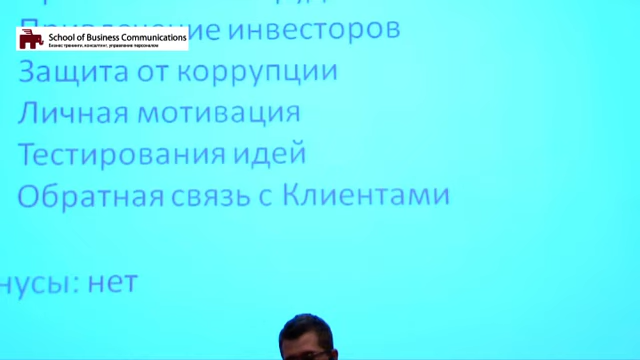 School of Business Communications
Бизнес тренинги, консалтинг, управление персоналом
Привлечение инвесторов
Защита от коррупции
Личная мотивация
Тестирования идей
Обратная связь с Клиентами
нусы: нет